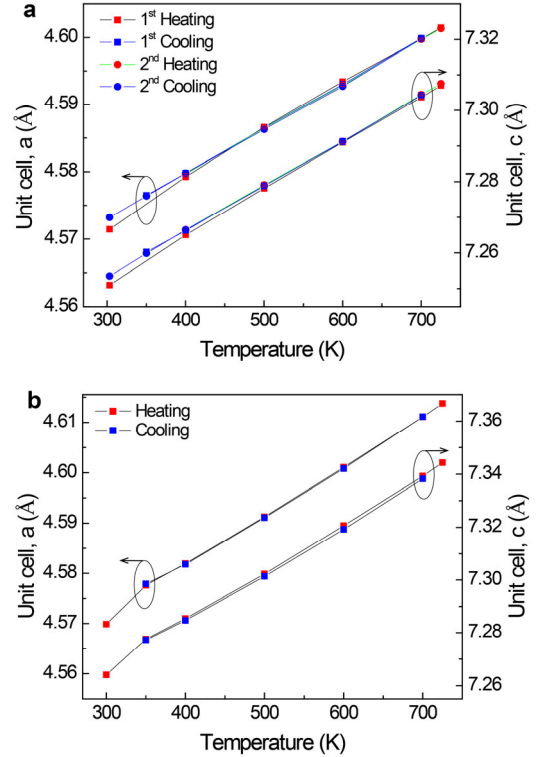 a
1st Heating
1st Cooling
2nd Heating
2nd Cooling
4.60
4.59
4.58
4.57
4.56
Unit cell, a (Å)
7.32
7.30
7.28
7.26
Unit cell, c (Å)
300 400 500 600 700
Temperature (K)
b
Heating
Cooling
4.61
4.60
4.59
4.58
4.57
4.56
Unit cell, a (Å)
7.36
7.34
7.32
7.30
7.28
7.26
Unit cell, c (Å)
300 400 500 600 700
Temperature (K)